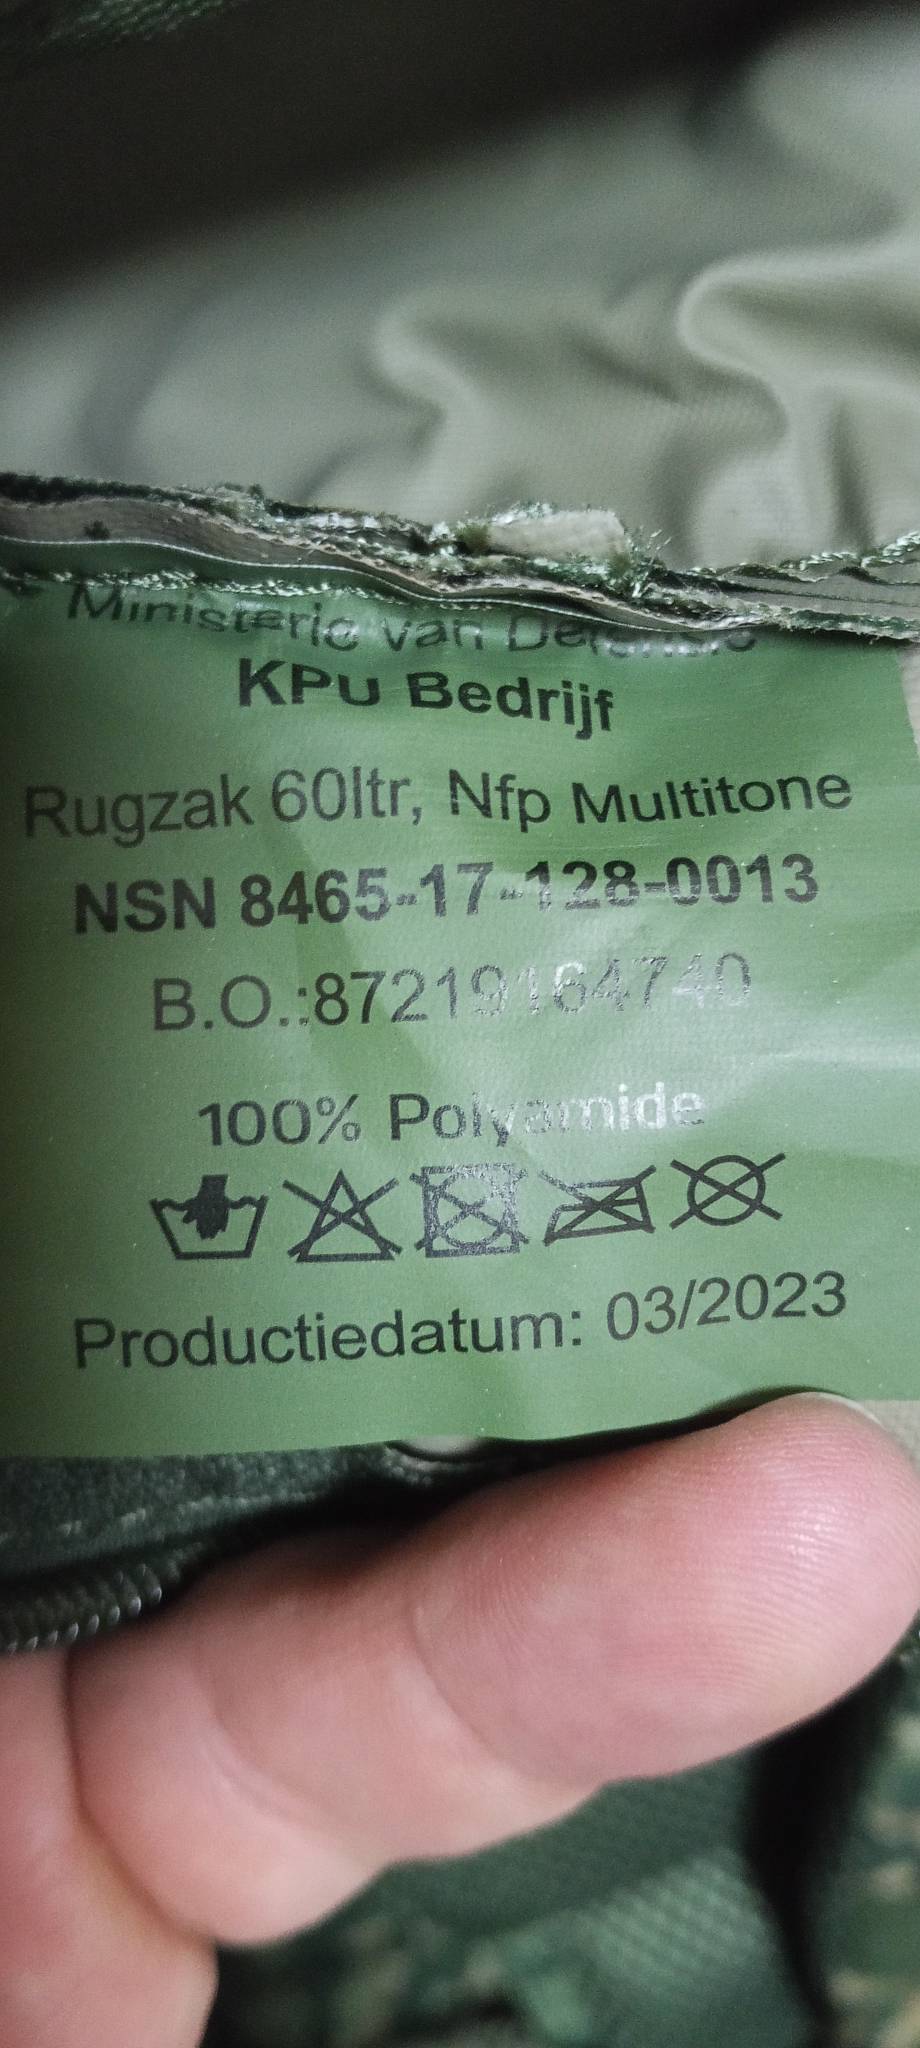 Ministerie van Defensie
KPU Bedrijf
Rugzak 60ltr, Nfp Multitone
NSN 8465-17-128-0013
B.O.:87219164740
100% Polyamide
Productiedatum: 03/2023